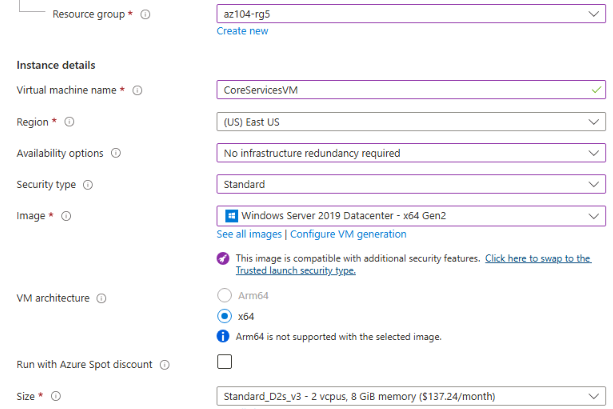 Resource group *
az104-rg5
Create new
Instance details
Virtual machine name *
CoreServicesVM
Region *
(US) East US
Availability options
No infrastructure redundancy required
Security type
Standard
Image *
Windows Server 2019 Datacenter - x64 Gen2
See all images | Configure VM generation
This image is compatible with additional security features. Click here to swap to the
Trusted launch security type.
VM architecture
Arm64
x64
Arm64 is not supported with the selected image.
Run with Azure Spot discount
Size *
Standard_D2s_v3 - 2 vcpus, 8 GiB memory ($137.24/month)